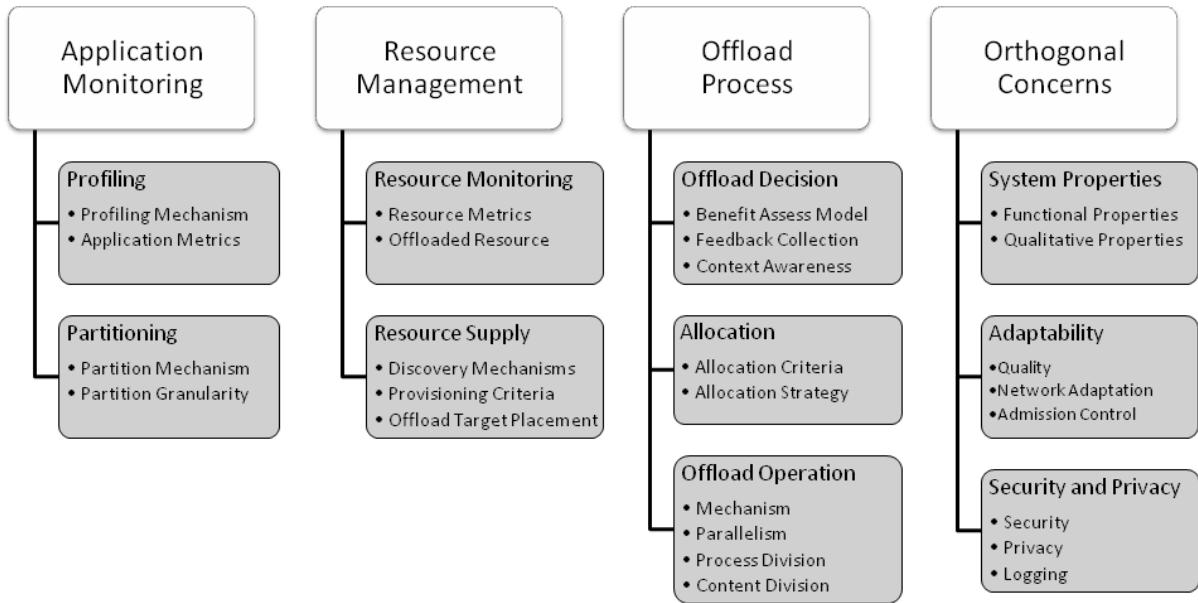 Application
Monitoring
Profiling
• Profiling Mechanism
• Application Metrics
Partitioning
• Partition Mechanism
• Partition Granularity
Resource
Management
Resource Monitoring
• Resource Metrics
• Offloaded Resource
Resource Supply
• Discovery Mechanisms
• Provisioning Criteria
• Offload Target Placement
Offload
Process
Offload Decision
• Benefit Assess Model
• Feedback Collection
• Context Awareness
Allocation
• Allocation Criteria
• Allocation Strategy
Offload Operation
• Mechanism
• Parallelism
• Process Division
• Content Division
Orthogonal
Concerns
System Properties
• Functional Properties
• Qualitative Properties
Adaptability
•Quality
•Network Adaptation
•Admission Control
Security and Privacy
• Security
• Privacy
• Logging